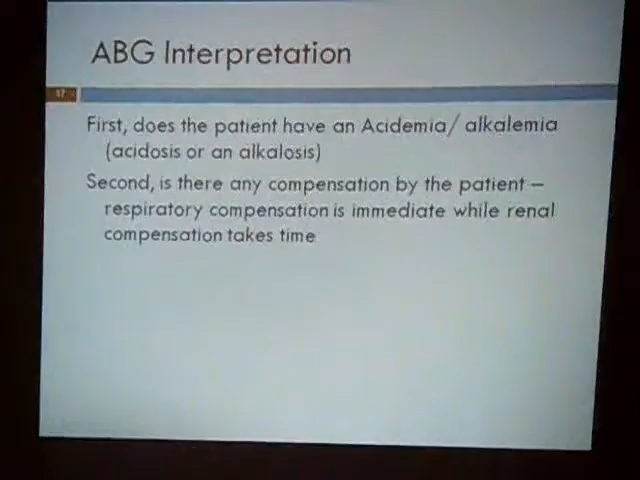 ABG Interpretation
17
First, does the patient have an Acidemia/ alkalemia
(acidosis or an alkalosis)
Second, is there any compensation by the patient –
respiratory compensation is immediate while renal
compensation takes time